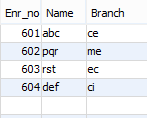 Enr_no Name Branch
601 abc ce
602 pqr me
603 rst ec
604 def ci